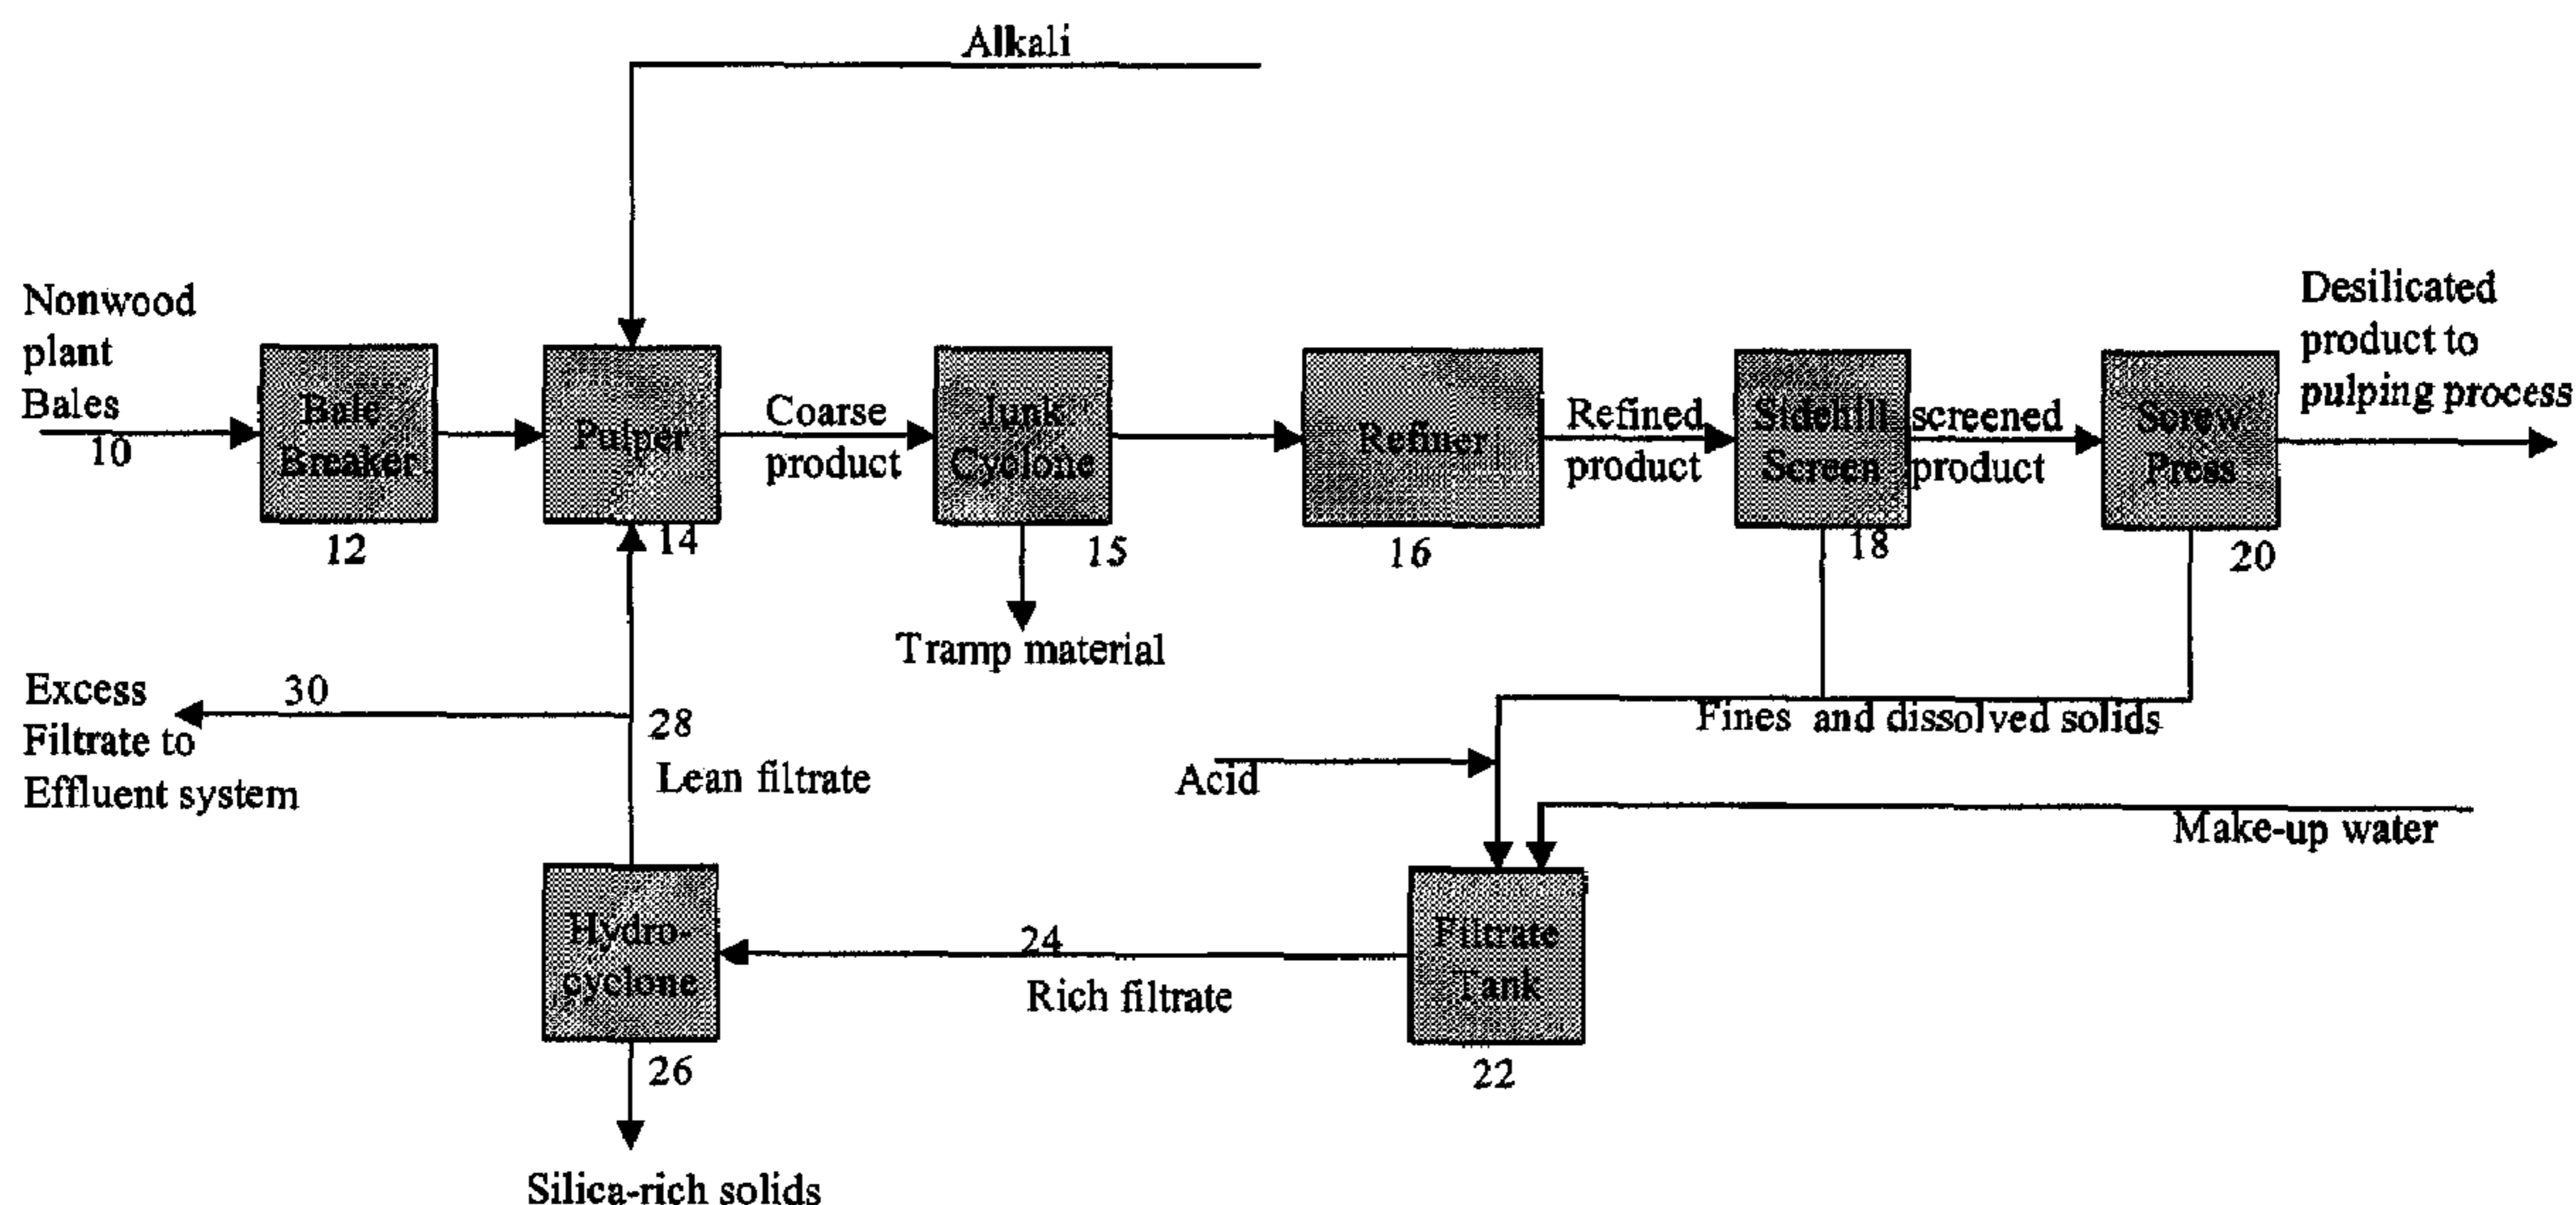 Alkali
Nonwood
plant
Bales
10
Bale
Breaker
12
Pulper
14
Coarse
product
Junk
Cyclone
15
Tramp material
Refiner
16
Refined
product
Sidehill
Screen
18
screened
product
Screw
Press
20
Desilicated
product to
pulping process
Excess
Filtrate to
Effluent system
30
28
Lean filtrate
Fines and dissolved solids
Acid
Make-up water
Hydro-
cyclone
26
24
Rich filtrate
Filtrate
Tank
22
Silica-rich solids